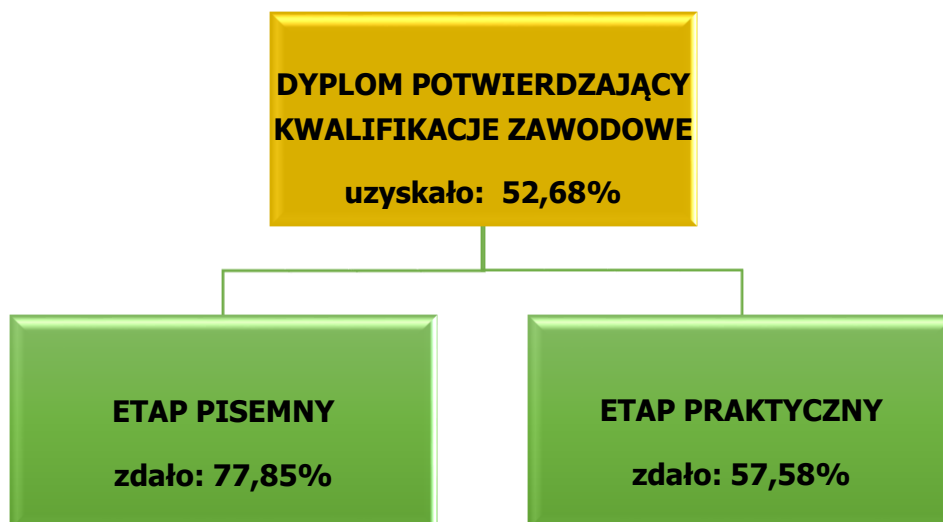 DYPLOM POTWIERDZAJĄCY
KWALIFIKACJE ZAWODOWE
uzyskało: 52,68%
ETAP PISEMNY
zdało: 77,85%
ETAP PRAKTYCZNY
zdało: 57,58%